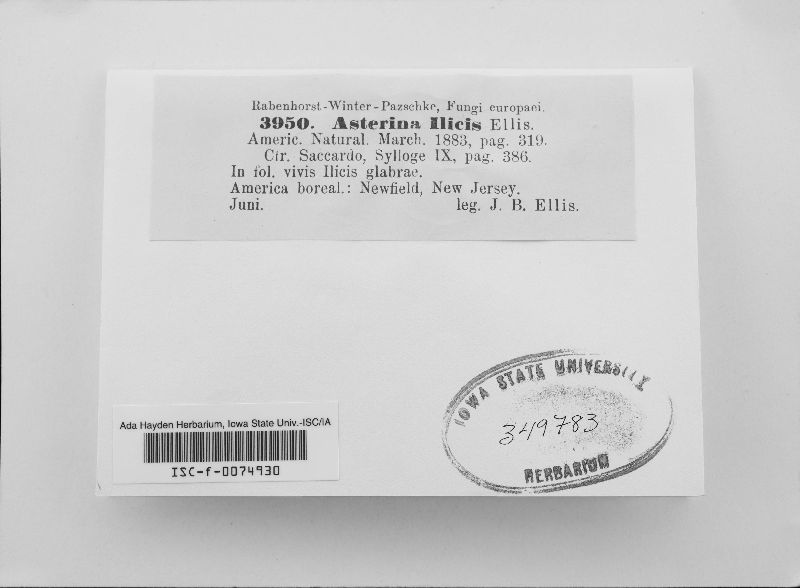 Rabenhorst-Winter-Pazschke, Fungi europaei.
3950. Asterina Ilicis Ellis.
Americ. Natural. March. 1883, pag. 319.
Cfr. Saccardo, Sylloge IX, pag. 386.
In fol. vivis Ilicis glabrae.
America boreal.: Newfield, New Jersey.
Juni. leg. J. B. Ellis.
IOWA STATE UNIVERSITY
349783
HERBARIUM
Ada Hayden Herbarium, Iowa State Univ.-ISC/IA
ISC-f-0074930